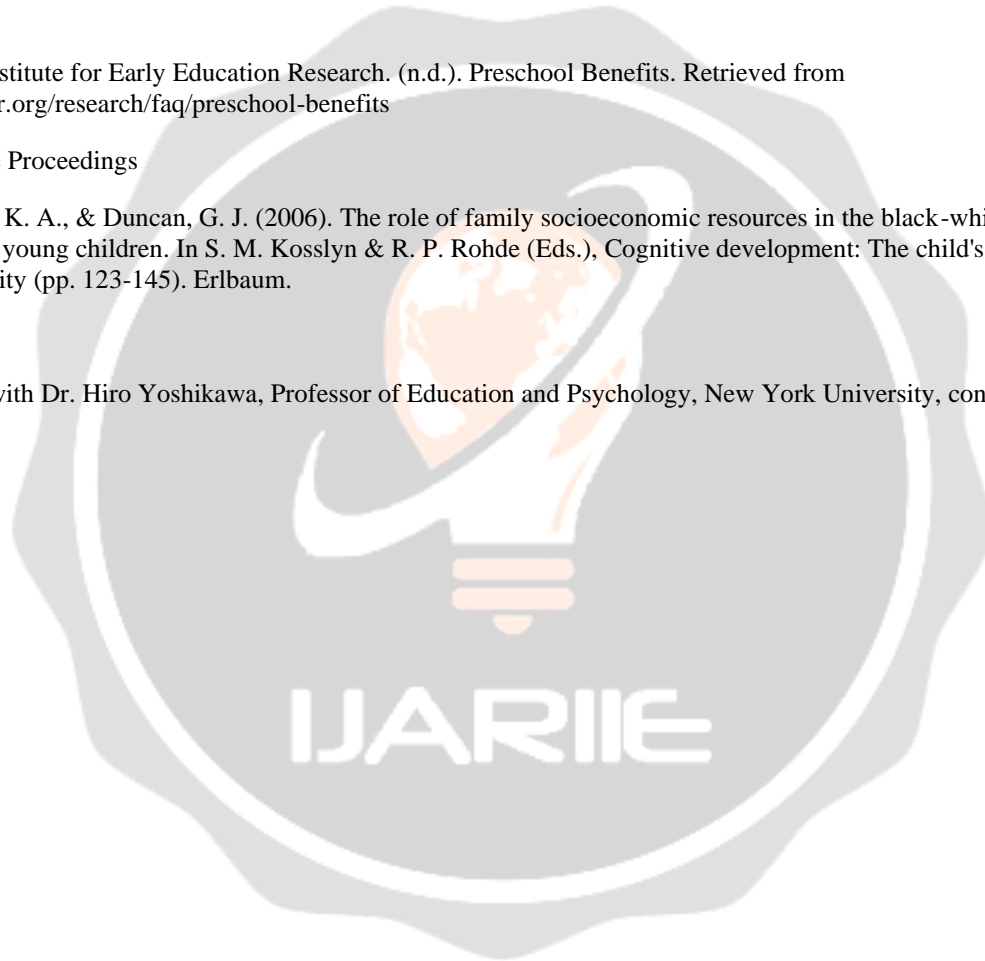 stitute for Early Education Research. (n.d.). Preschool Benefits. Retrieved from
r.org/research/faq/preschool-benefits
Proceedings
K. A., & Duncan, G. J. (2006). The role of family socioeconomic resources in the black-whi
young children. In S. M. Kosslyn & R. P. Rohde (Eds.), Cognitive development: The child's
ity (pp. 123-145). Erlbaum.
with Dr. Hiro Yoshikawa, Professor of Education and Psychology, New York University, con
IJARIIE